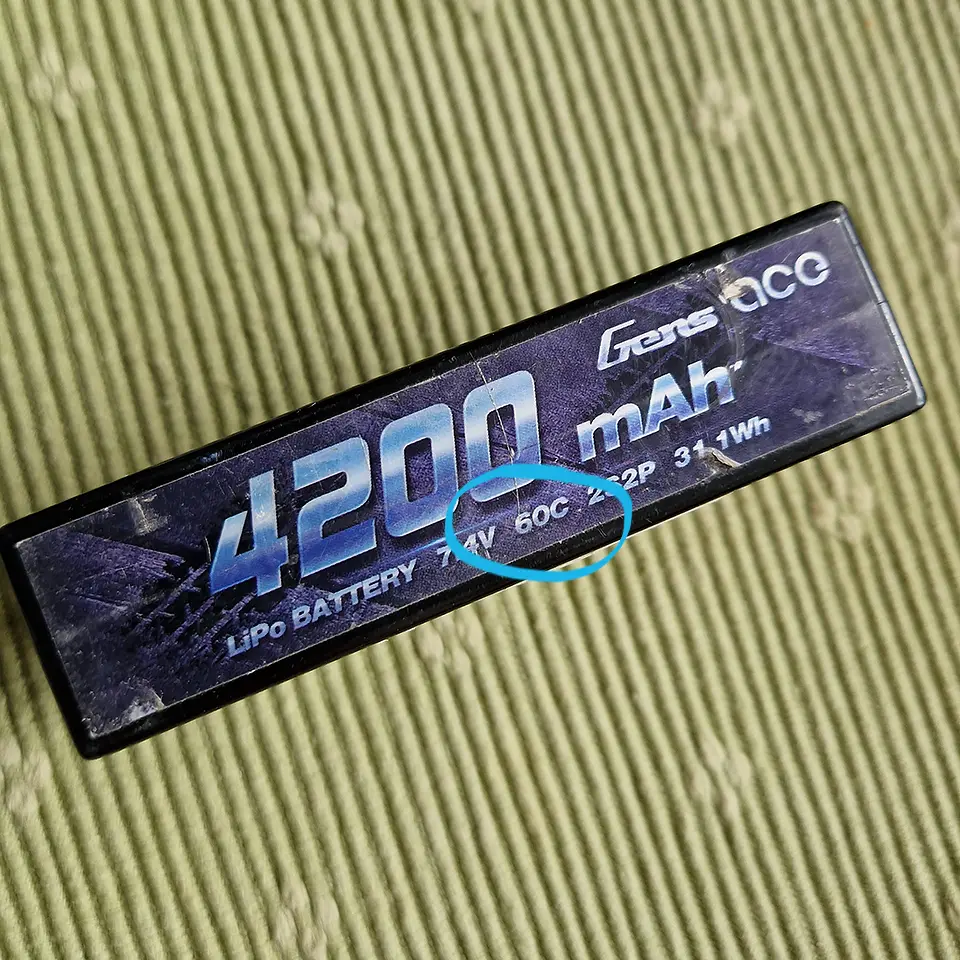 Gens ace
4200 mAh
LiPo BATTERY 7.4V 60C 2S2P 31.1Wh